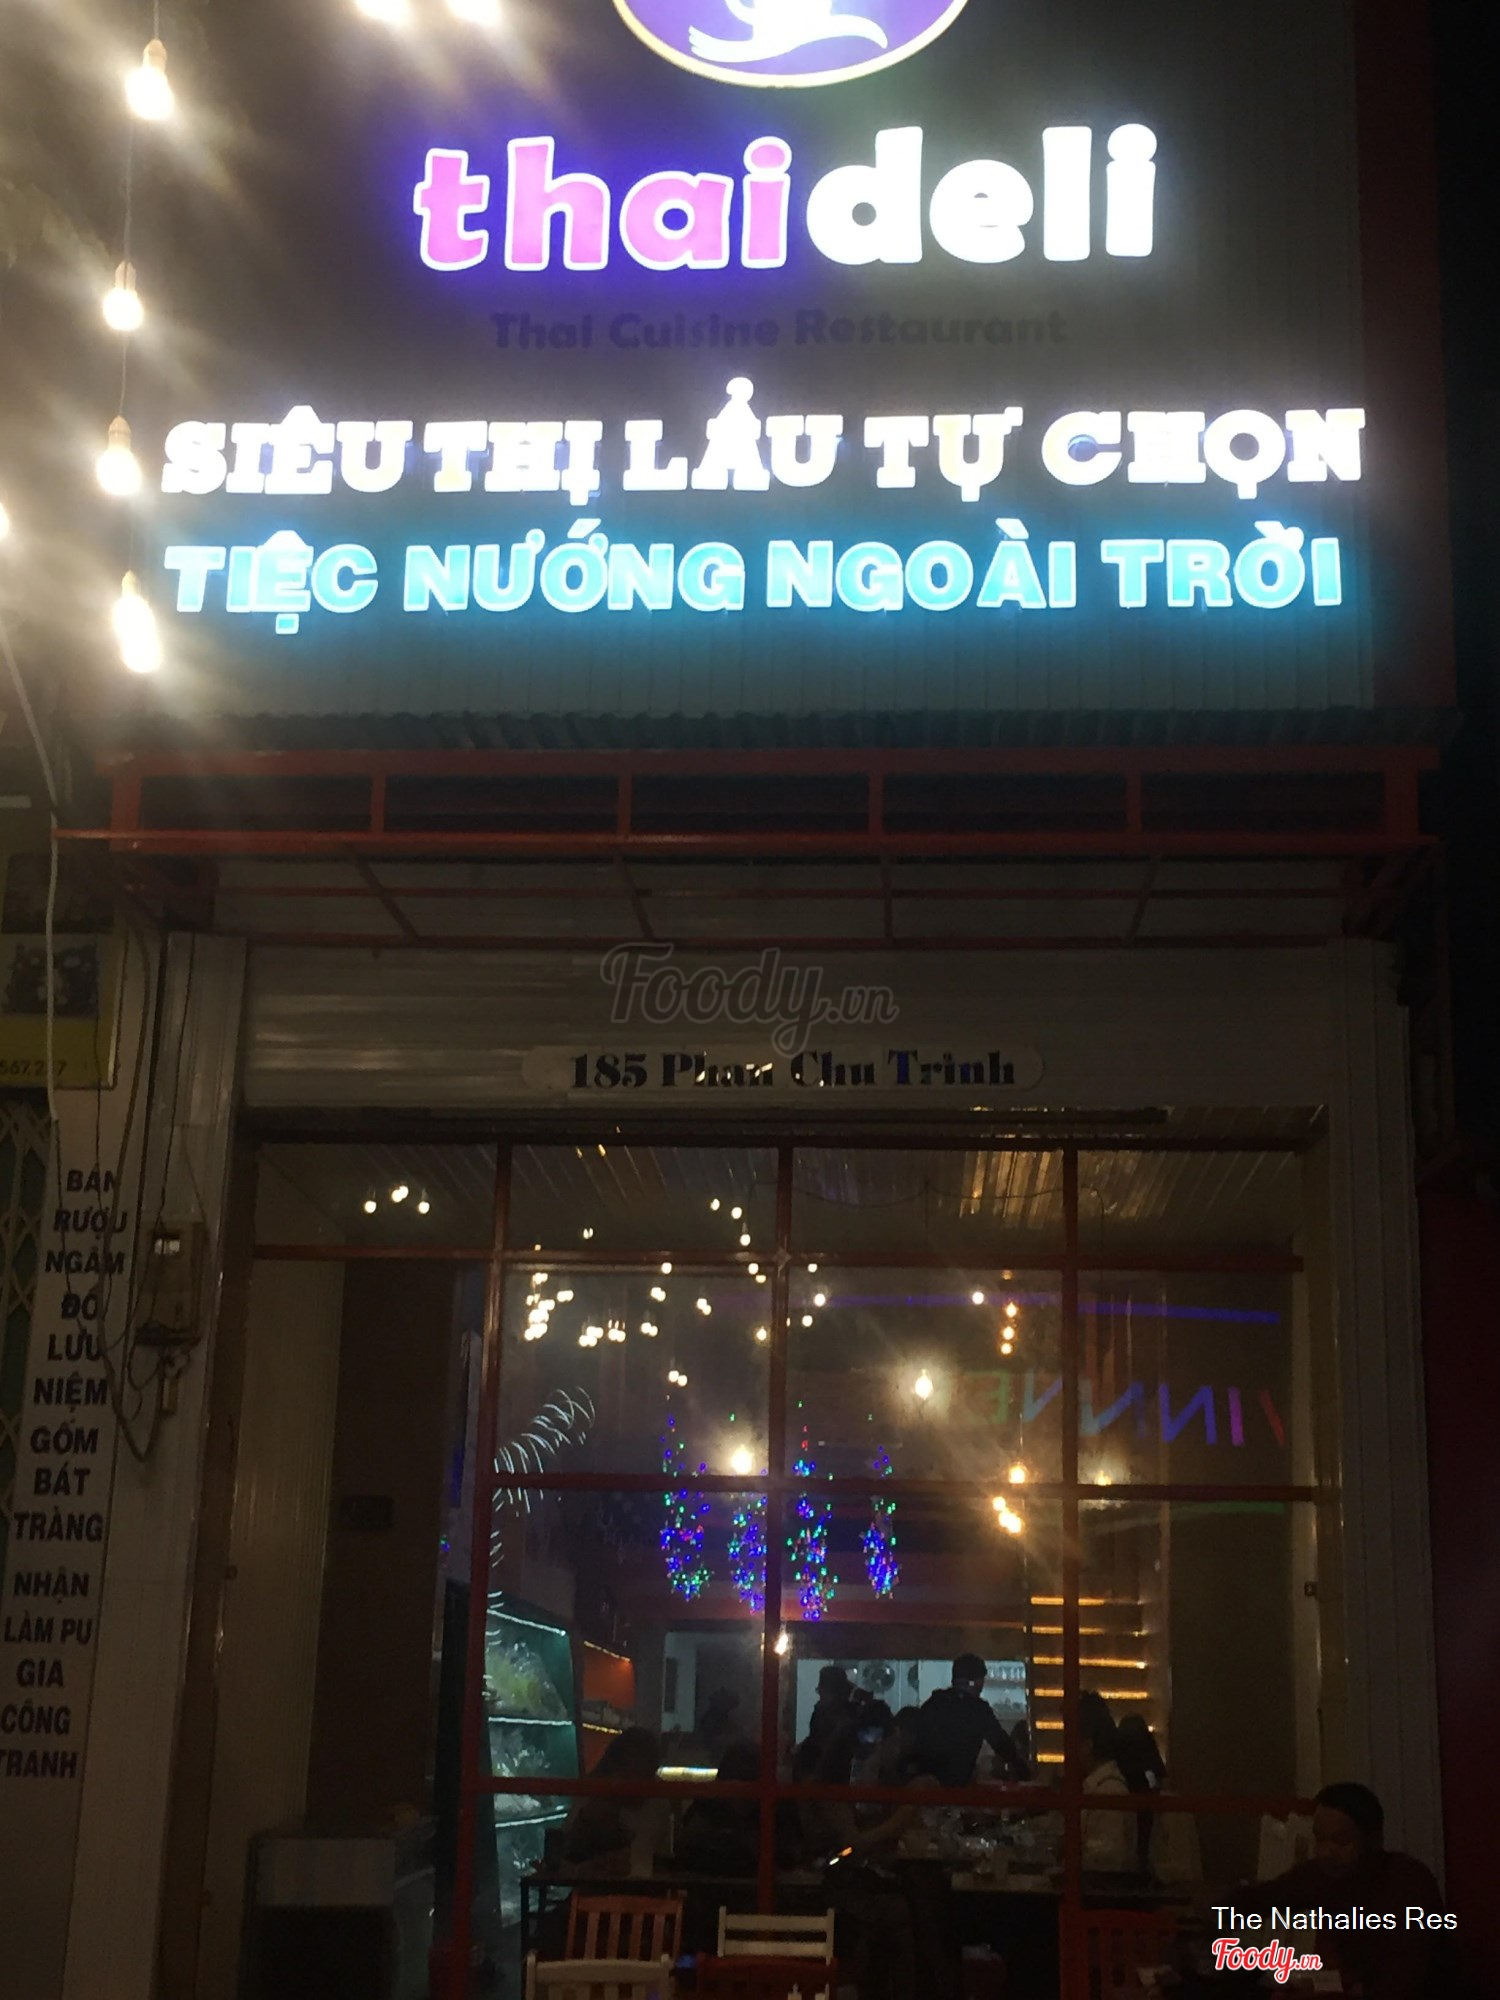 thaideli
Thai Cuisine Restaurant
SIÊU THỊ LẨU TỰ CHỌN
TIỆC NƯỚNG NGOÀI TRỜI
Foody.vn
185 Phan Chu Trinh
BÁN
RƯỢU
NGÂM
ĐỒ
LƯU
NIỆM
GỐM
BÁT
TRÀNG
NHẬN
LÀM PU
GIA
CÔNG
TRANH
The Nathalies Res
Foody.vn